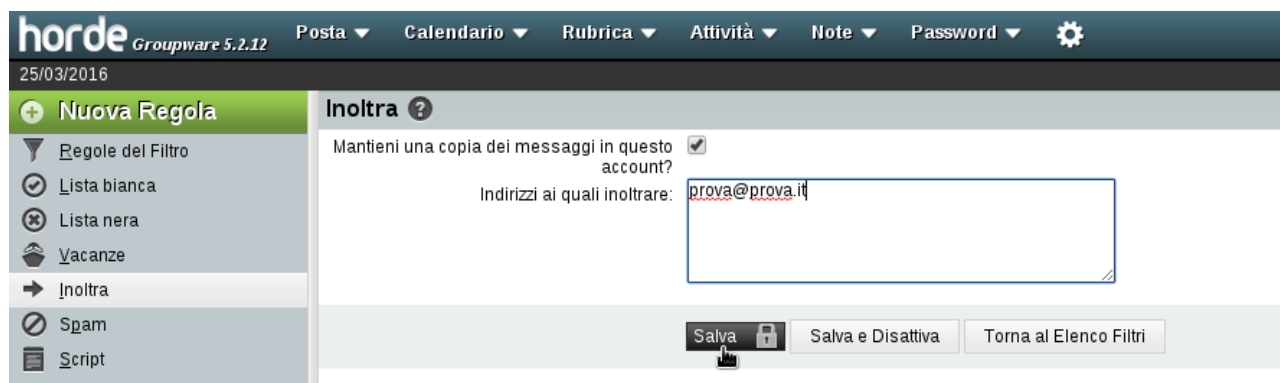 horde Groupware 5.2.12 Posta Calendario Rubrica Attività Note Password
25/03/2016
Nuova Regola
Regole del Filtro
Lista bianca
Lista nera
Vacanze
Inoltra
Spam
Script
Inoltra ?
Mantieni una copia dei messaggi in questo
account?
Indirizzi ai quali inoltrare: prova@prova.it
Salva Salva e Disattiva Torna al Elenco Filtri